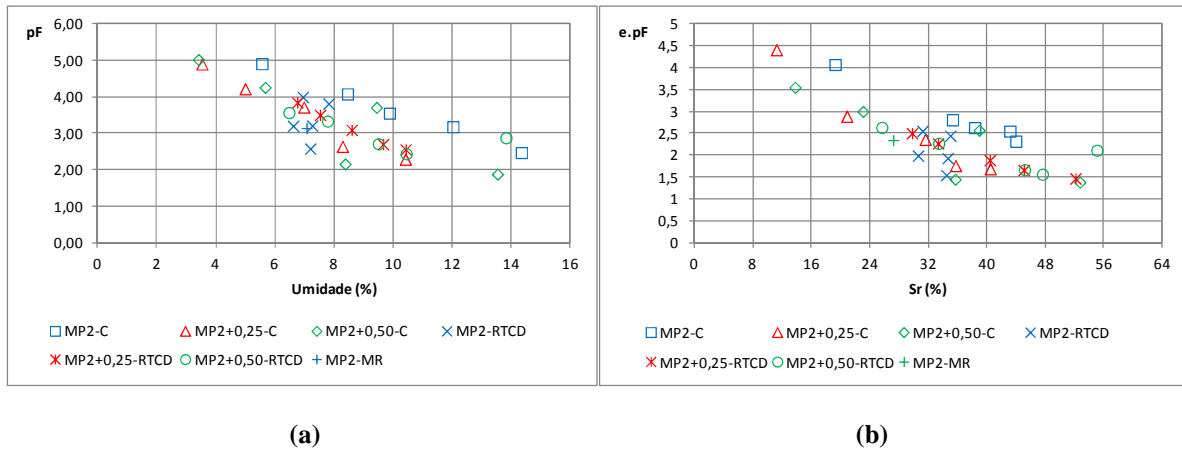 pF
6,00
5,00
4,00
3,00
2,00
1,00
0,00
0 2 4 6 8 10 12 14 16
Umidade (%)
MP2-C MP2+0,25-C MP2+0,50-C MP2-RTCD
MP2+0,25-RTCD MP2+0,50-RTCD MP2-MR
(a)
e.pF
5
4,5
4
3,5
3
2,5
2
1,5
1
0,5
0
0 8 16 24 32 40 48 56 64
Sr (%)
MP2-C MP2+0,25-C MP2+0,50-C MP2-RTCD
MP2+0,25-RTCD MP2+0,50-RTCD MP2-MR
(b)